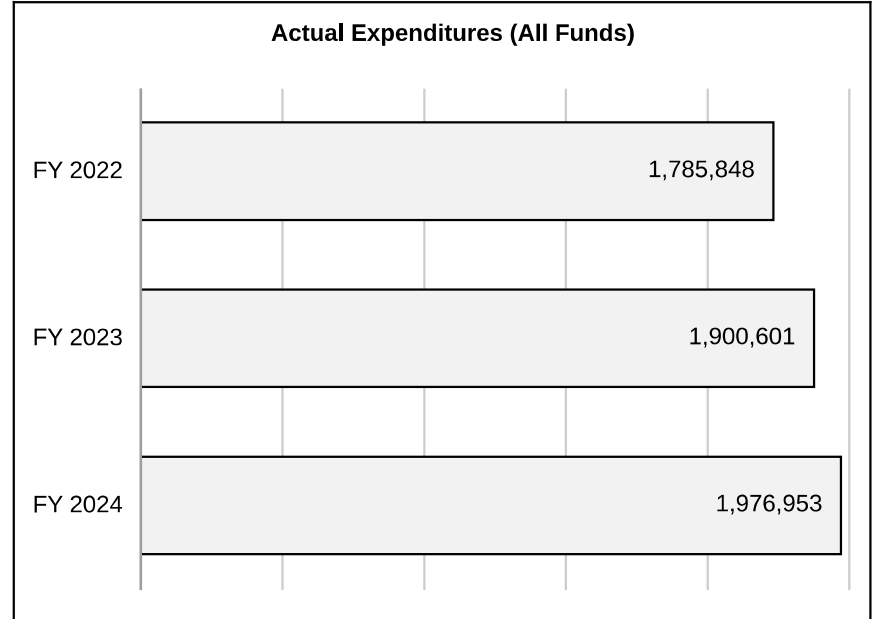 Actual Expenditures (All Funds)
FY 2022 1,785,848
FY 2023 1,900,601
FY 2024 1,976,953